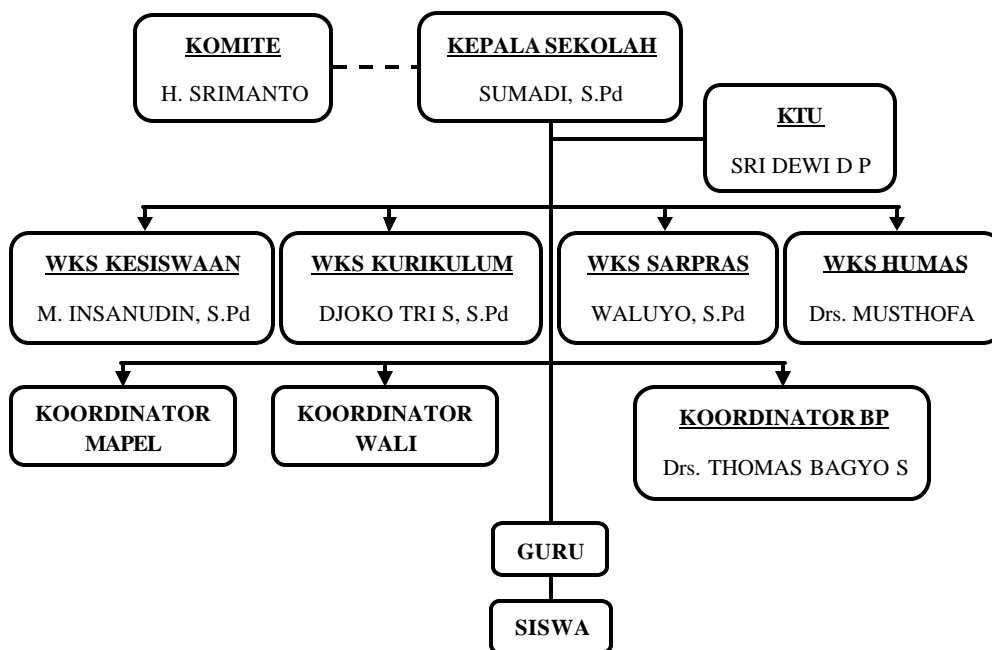 KOMITE
H. SRIMANTO
KEPALA SEKOLAH
SUMADI, S.Pd
KTU
SRI DEWI D P
WKS KESISWAAN
M. INSANUDIN, S.Pd
WKS KURIKULUM
DJOKO TRI S, S.Pd
WKS SARPRAS
WALUYO, S.Pd
WKS HUMAS
Drs. MUSTHOFA
KOORDINATOR
MAPEL
KOORDINATOR
WALI
KOORDINATOR BP
Drs. THOMAS BAGYO S
GURU
SISWA